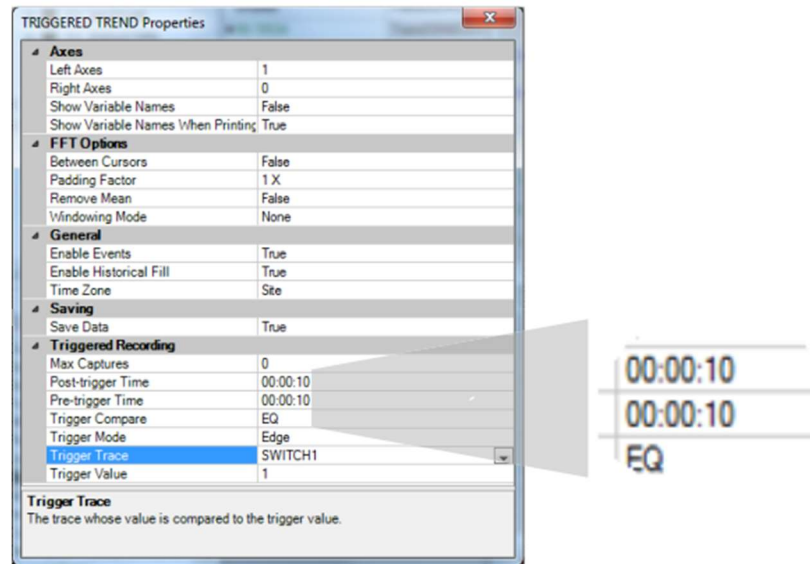 TRIGGERED TREND Properties
Axes
Left Axes 1
Right Axes 0
Show Variable Names False
Show Variable Names When Printing True
FFT Options
Between Cursors False
Padding Factor 1 X
Remove Mean False
Windowing Mode None
General
Enable Events True
Enable Historical Fill True
Time Zone Site
Saving
Save Data True
Triggered Recording
Max Captures 0
Post-trigger Time 00:00:10
Pre-trigger Time 00:00:10
Trigger Compare EQ
Trigger Mode Edge
Trigger Trace SWITCH1
Trigger Value 1
Trigger Trace
The trace whose value is compared to the trigger value.
00:00:10
00:00:10
EQ